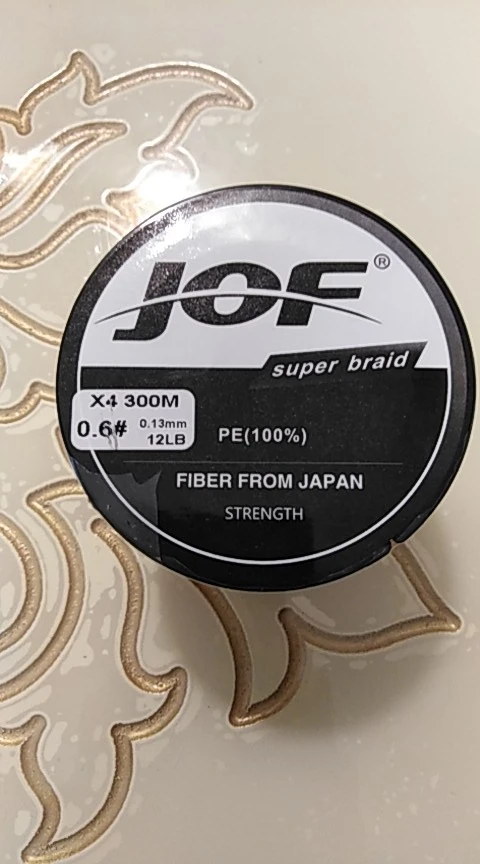 JOF®
super braid
X4 300M
0.6# 0.13mm
12LB
PE(100%)
FIBER FROM JAPAN
STRENGTH